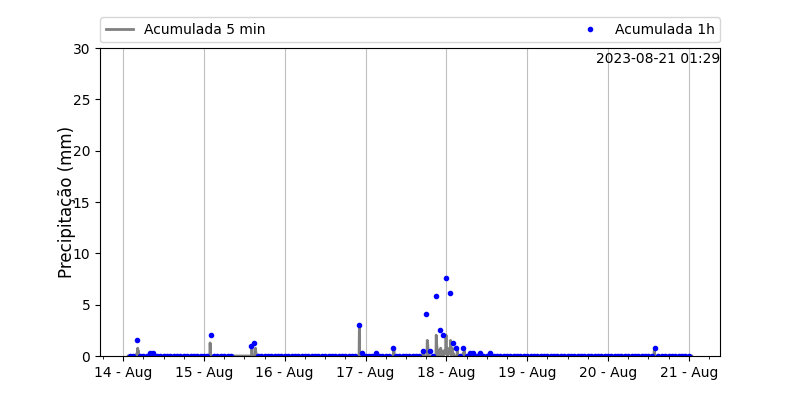 Acumulada 5 min
Acumulada 1h
2023-08-21 01:29
Precipitação (mm)
30
25
20
15
10
5
0
14 - Aug
15 - Aug
16 - Aug
17 - Aug
18 - Aug
19 - Aug
20 - Aug
21 - Aug